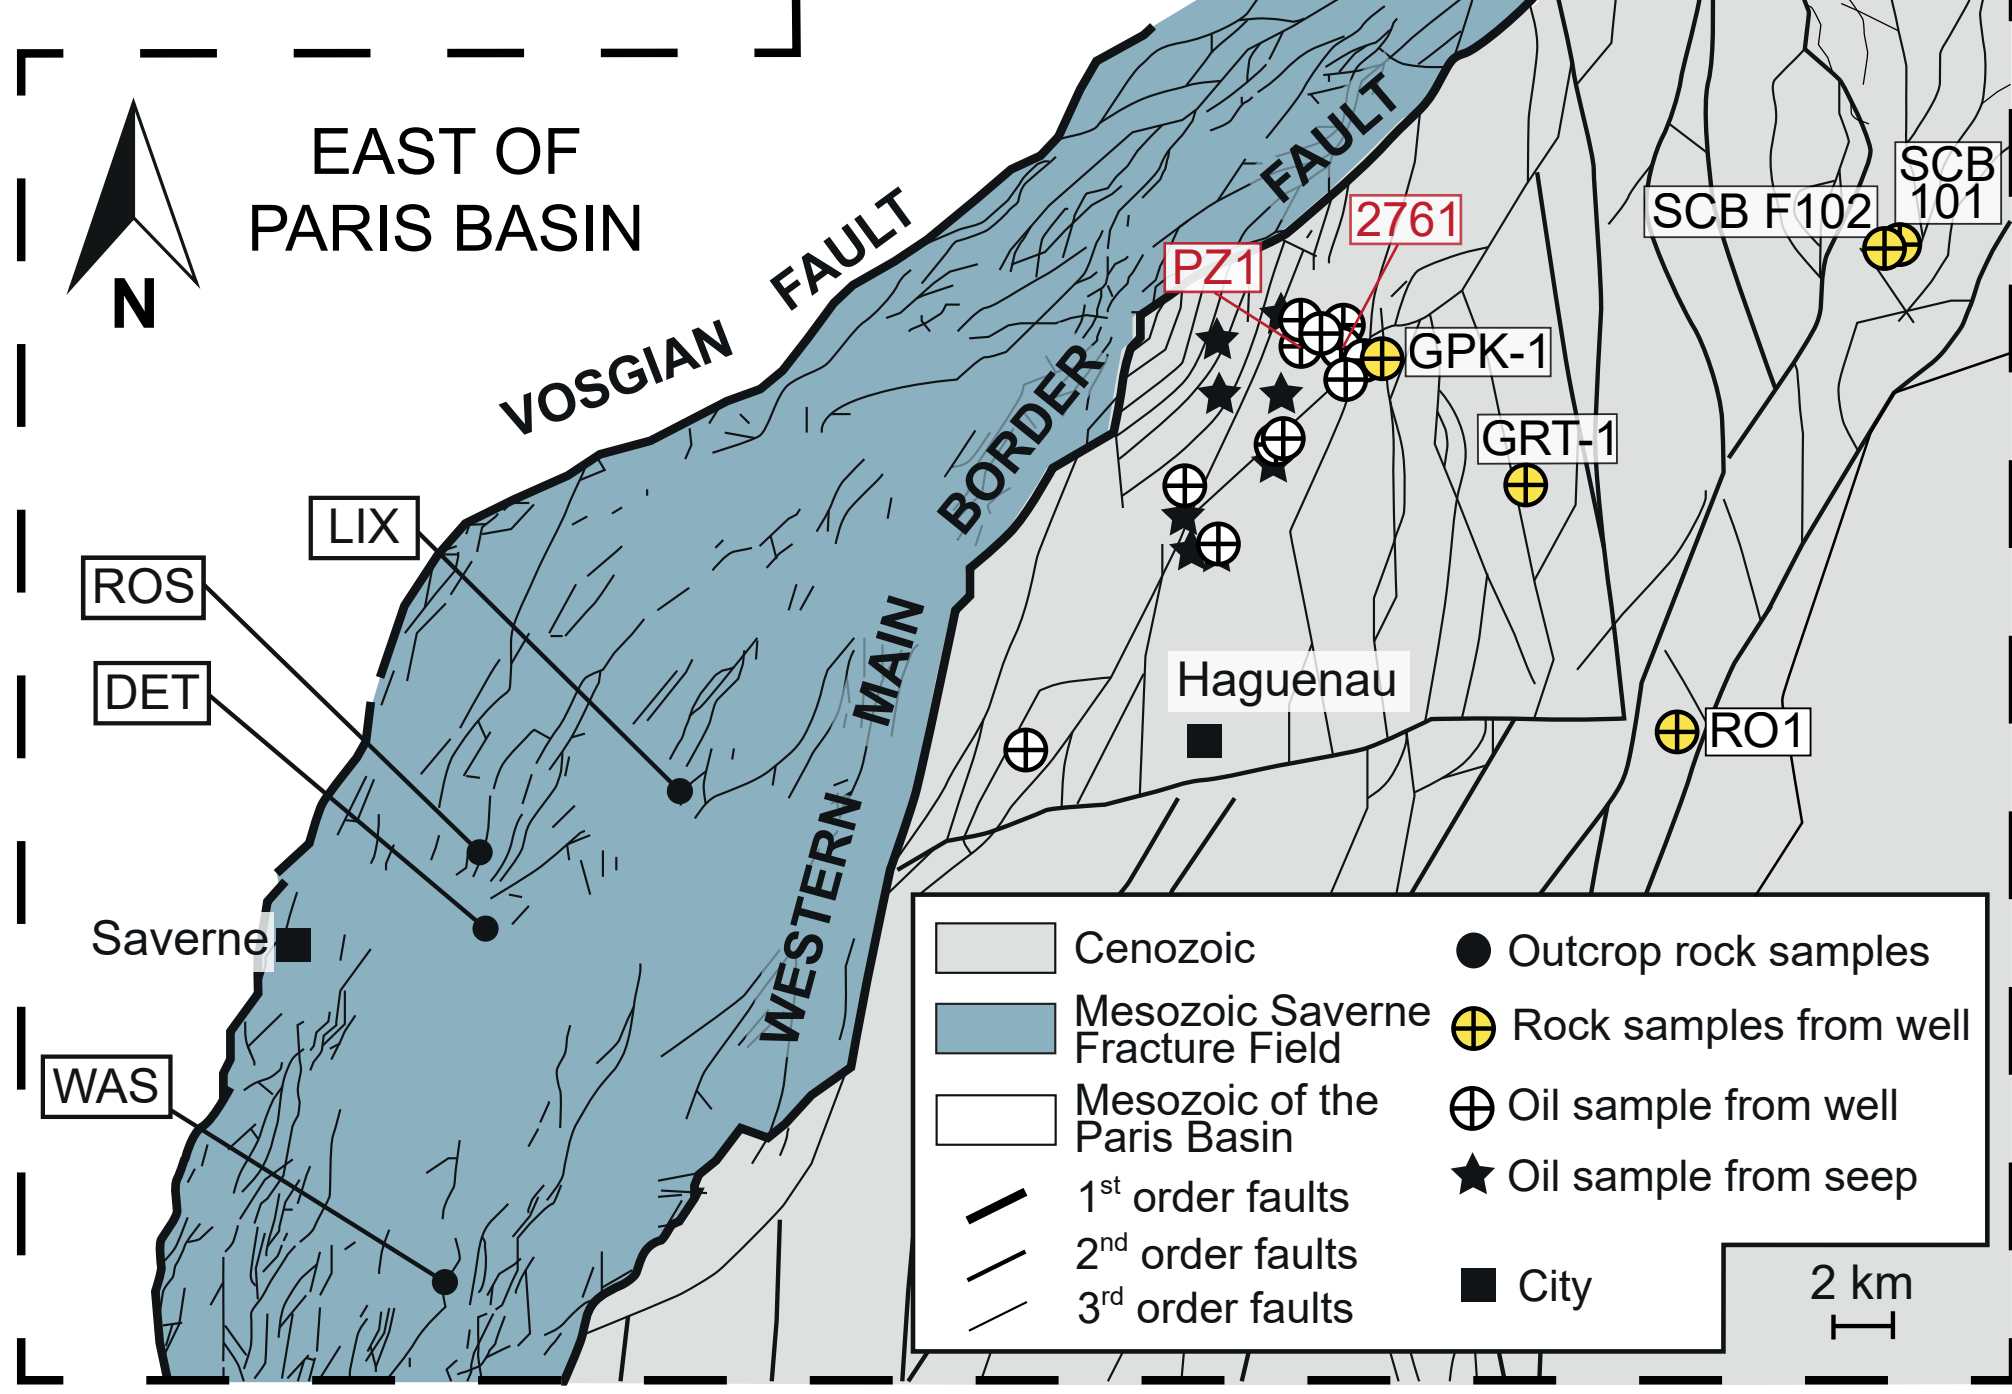 EAST OF
PARIS BASIN
N
VOSGIAN FAULT
WESTERN MAIN BORDER FAULT
2761
PZ1
SCB
101
SCB F102
GPK-1
GRT-1
LIX
ROS
DET
Haguenau
RO1
Saverne
WAS
Cenozoic
Mesozoic Saverne
Fracture Field
Mesozoic of the
Paris Basin
1st order faults
2nd order faults
3rd order faults
Outcrop rock samples
Rock samples from well
Oil sample from well
Oil sample from seep
City
2 km